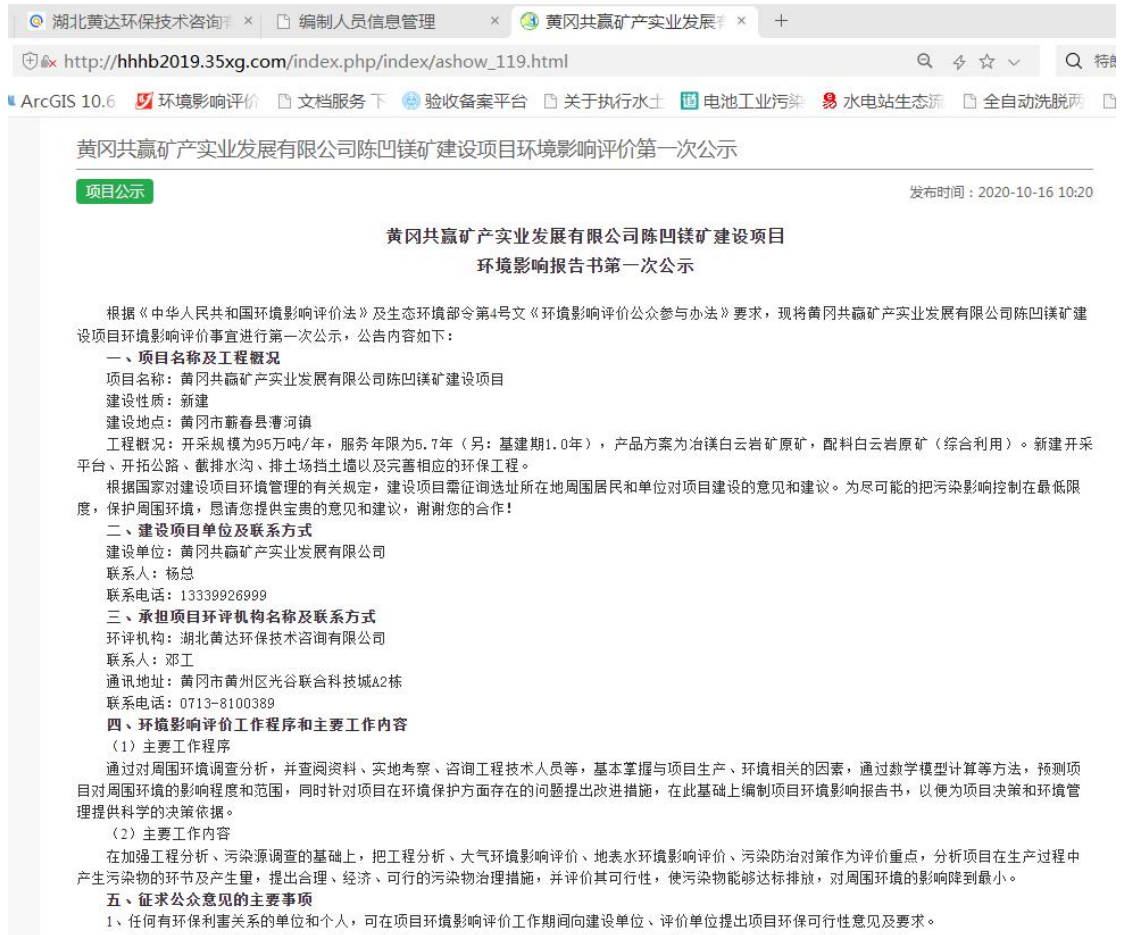 湖北黄达环保技术咨询 × 编制人员信息管理 × 黄冈共赢矿产实业发展 × +
http://hhhb2019.35xg.com/index.php/index/ashow_119.html
ArcGIS 10.6 环境影响评价 文档服务 下 验收备案平台 关于执行水土 电池工业污染 水电站生态流 全自动洗脱两
黄冈共赢矿产实业发展有限公司陈凹镁矿建设项目环境影响评价第一次公示
项目公示 发布时间：2020-10-16 10:20
黄冈共赢矿产实业发展有限公司陈凹镁矿建设项目
环境影响报告书第一次公示
根据《中华人民共和国环境影响评价法》及生态环境部令第4号文《环境影响评价公众参与办法》要求，现将黄冈共赢矿产实业发展有限公司陈凹镁矿建
设项目环境影响评价事宜进行第一次公示，公告内容如下：
一、项目名称及工程概况
项目名称：黄冈共赢矿产实业发展有限公司陈凹镁矿建设项目
建设性质：新建
建设地点：黄冈市蕲春县漕河镇
工程概况：开采规模为95万吨/年，服务年限为5.7年（另：基建期1.0年），产品方案为冶镁白云岩矿原矿，配料白云岩原矿（综合利用）。新建开采
平台、开拓公路、截排水沟、排土场挡土墙以及完善相应的环保工程。
根据国家对建设项目环境管理的有关规定，建设项目需征询选址所在地周围居民和单位对项目建设的意见和建议。为尽可能的把污染影响控制在最低限
度，保护周围环境，恳请您提供宝贵的意见和建议，谢谢您的合作！
二、建设项目单位及联系方式
建设单位：黄冈共赢矿产实业发展有限公司
联系人：杨总
联系电话：13339926999
三、承担项目环评机构名称及联系方式
环评机构：湖北黄达环保技术咨询有限公司
联系人：邓工
通讯地址：黄冈市黄州区光谷联合科技城A2栋
联系电话：0713-8100389
四、环境影响评价工作程序和主要工作内容
（1）主要工作程序
通过对周围环境调查分析，并查阅资料、实地考察、咨询工程技术人员等，基本掌握与项目生产、环境相关的因素，通过数学模型计算等方法，预测项
目对周围环境的影响程度和范围，同时针对项目在环境保护方面存在的问题提出改进措施，在此基础上编制项目环境影响报告书，以便为项目决策和环境管
理提供科学的决策依据。
（2）主要工作内容
在加强工程分析、污染源调查的基础上，把工程分析、大气环境影响评价、地表水环境影响评价、污染防治对策作为评价重点，分析项目在生产过程中
产生污染物的环节及产生量，提出合理、经济、可行的污染物治理措施，并评价其可行性，使污染物能够达标排放，对周围环境的影响降到最小。
五、征求公众意见的主要事项
1、任何有环保利害关系的单位和个人，可在项目环境影响评价工作期间向建设单位、评价单位提出项目环保可行性意见及要求。